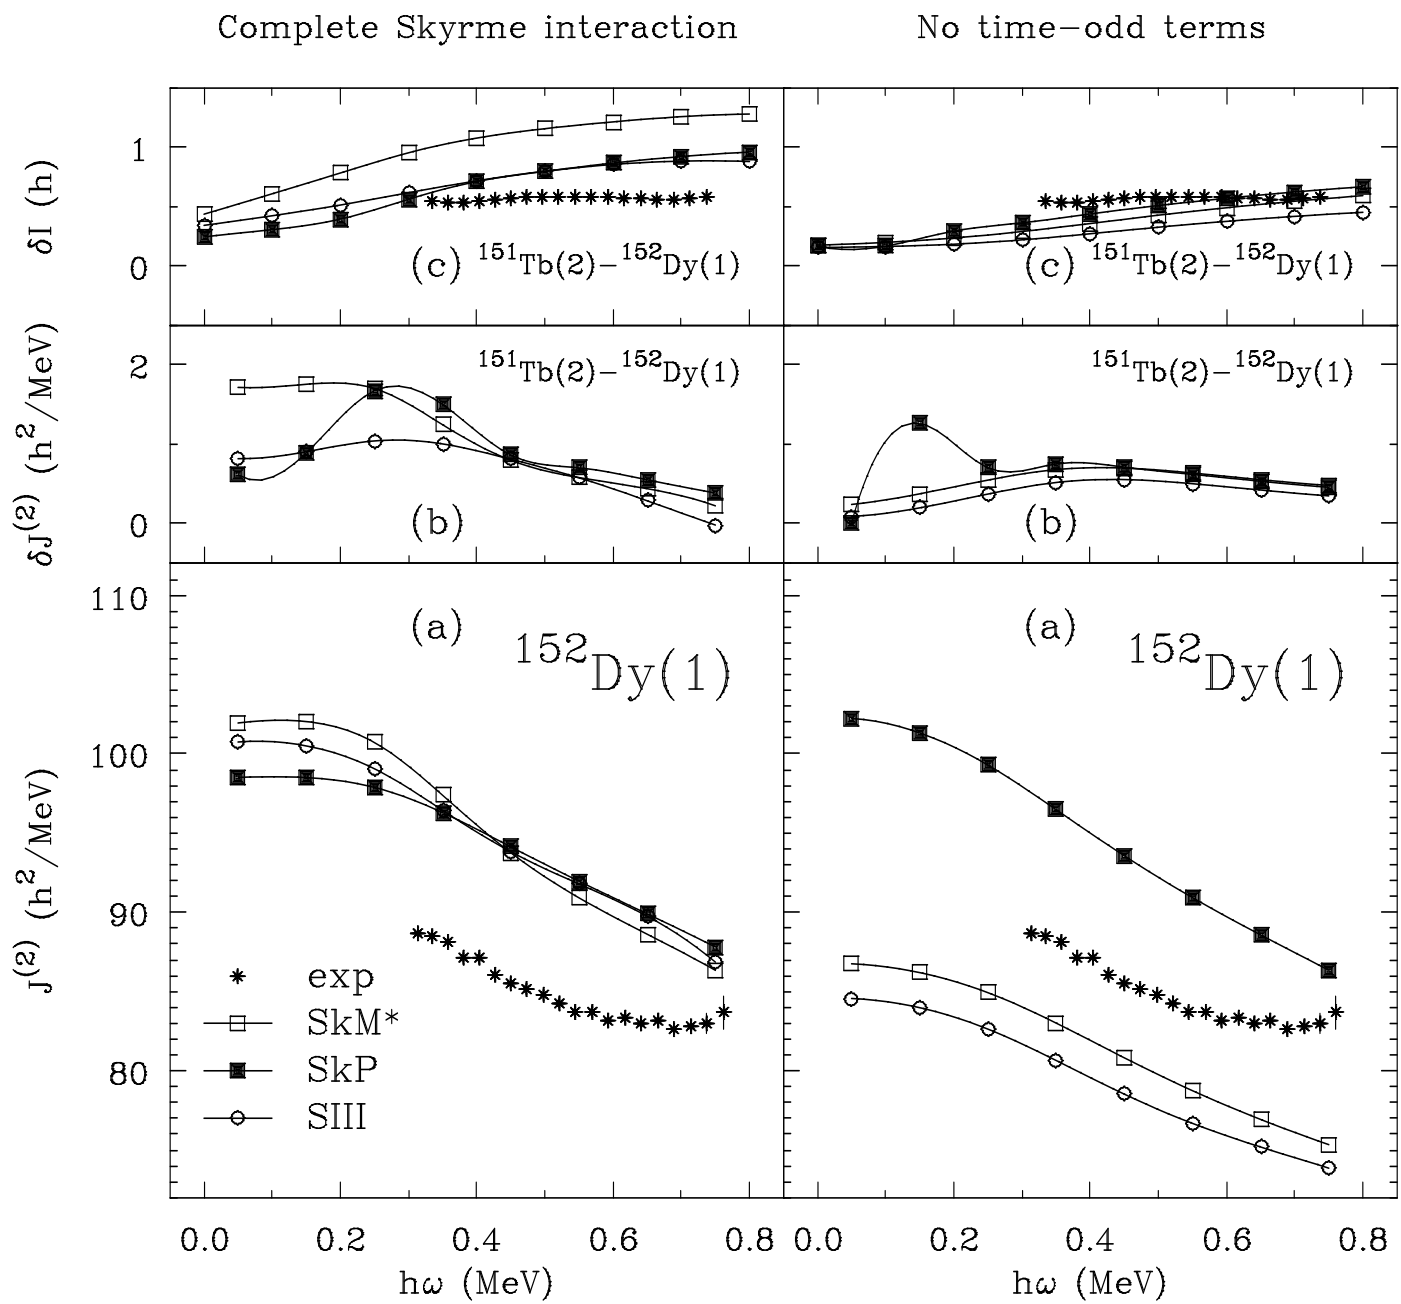 Complete Skyrme interaction
No time-odd terms
δI (h)
1
0
(c) ¹⁵¹Tb(2)-¹⁵²Dy(1)
(c) ¹⁵¹Tb(2)-¹⁵²Dy(1)
δJ⁽²⁾ (h²/MeV)
2
0
¹⁵¹Tb(2)-¹⁵²Dy(1)
(b)
¹⁵¹Tb(2)-¹⁵²Dy(1)
(b)
J⁽²⁾ (h²/MeV)
110
100
90
80
(a)
¹⁵²Dy(1)
exp
SkM*
SkP
SIII
(a)
¹⁵²Dy(1)
0.0 0.2 0.4 0.6 0.8
0.0 0.2 0.4 0.6 0.8
hω (MeV)
hω (MeV)